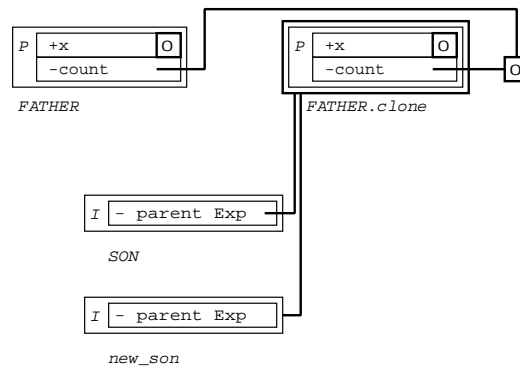 P +x O
-count
FATHER
P +x O
-count O
FATHER.clone
I - parent Exp
SON
I - parent Exp
new_son